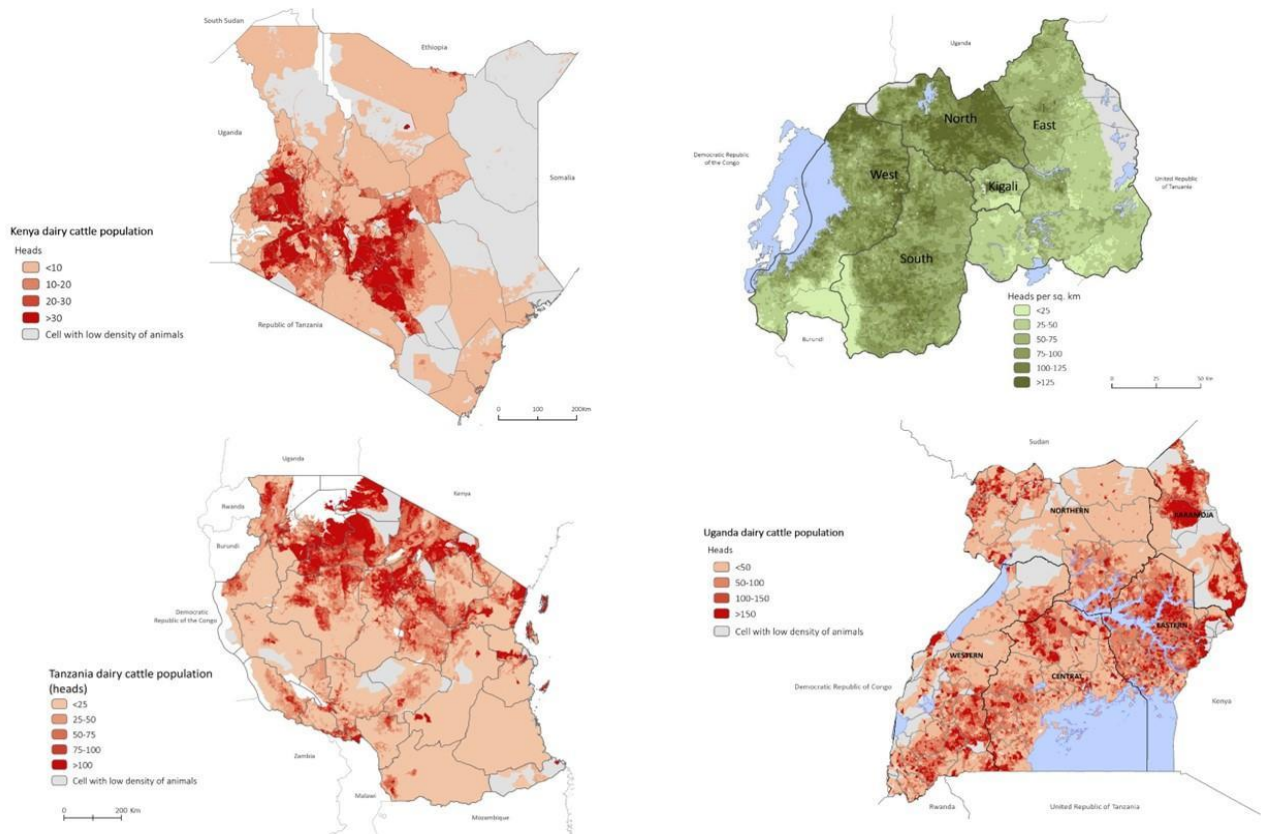 South Sudan
Ethiopia
Uganda
Somalia
Kenya dairy cattle population
Heads
<10
10-20
20-30
>30
Cell with low density of animals
Republic of Tanzania
0 100 200Km
Uganda
North
East
Democratic Republic
of the Congo
West
Kigali
United Republic
of Tanzania
South
Burundi
Heads per sq. km
<25
25-50
50-75
75-100
100-125
>125
0 25 50 Km
Uganda
Kenya
Rwanda
Burundi
Democratic
Republic of the Congo
Tanzania dairy cattle population
(heads)
<25
25-50
50-75
75-100
>100
Cell with low density of animals
0 200 Km
Zambia
Malawi
Mozambique
Sudan
NORTHERN
KARAMOJA
Uganda dairy cattle population
Heads
<50
50-100
100-150
>150
Cell with low density of animals
EASTERN
WESTERN
CENTRAL
Democratic Republic of Congo
Kenya
Rwanda
United Republic of Tanzania